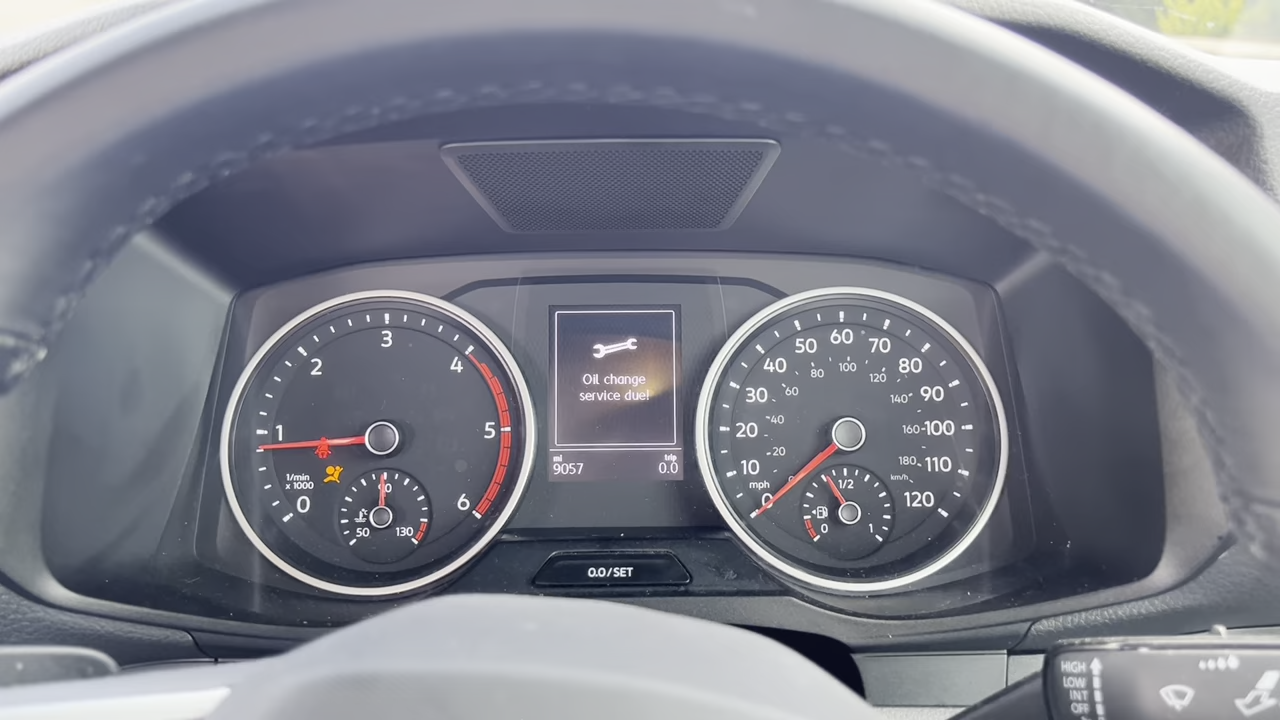 3
2
4
1
5
1/min
x 1000
0
6
90
50
130
Oil change
service due!
mi
trip
9057
0.0
0.0/SET
60
50
70
40
80
30
90
20
100
10
110
0
120
mph
km/h
20
40
60
80
100
120
140
160
180
1/2
0
1
HIGH
LOW
INT
OFF